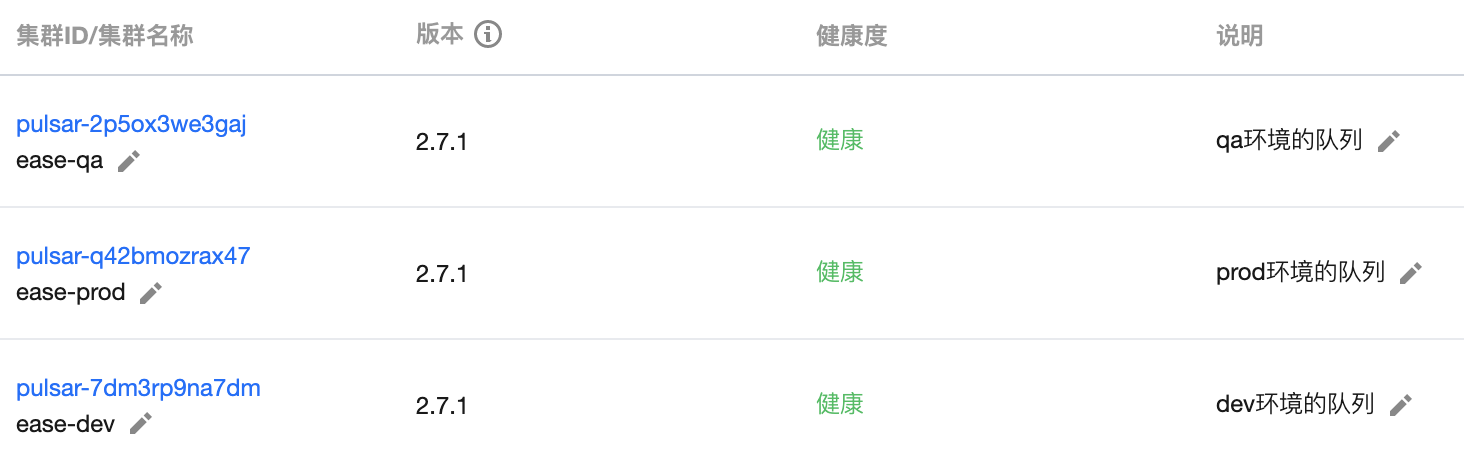 集群ID/集群名称 版本 健康度 说明
pulsar-2p5ox3we3gaj
ease-qa 2.7.1 健康 qa环境的队列
pulsar-q42bmozrax47
ease-prod 2.7.1 健康 prod环境的队列
pulsar-7dm3rp9na7dm
ease-dev 2.7.1 健康 dev环境的队列